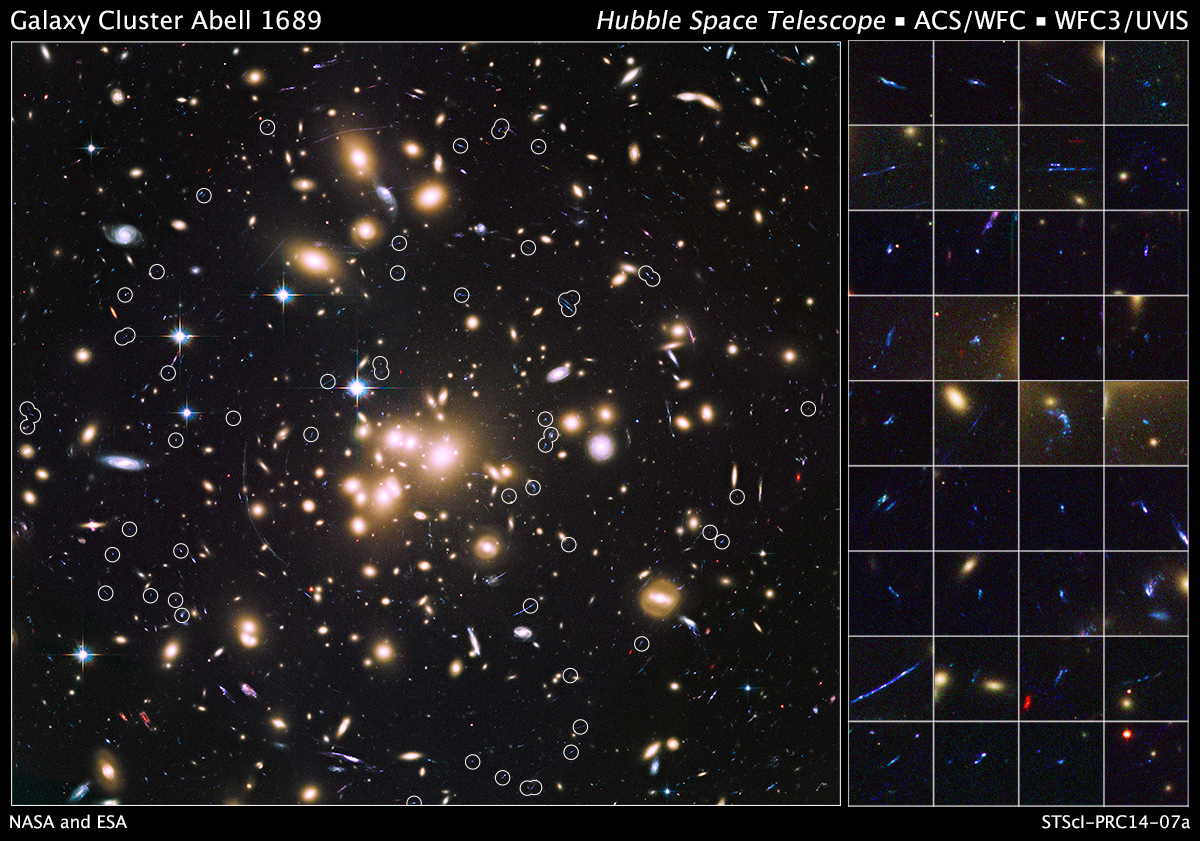 Galaxy Cluster Abell 1689
Hubble Space Telescope ▪ ACS/WFC ▪ WFC3/UVIS
NASA and ESA
STScI-PRC14-07a